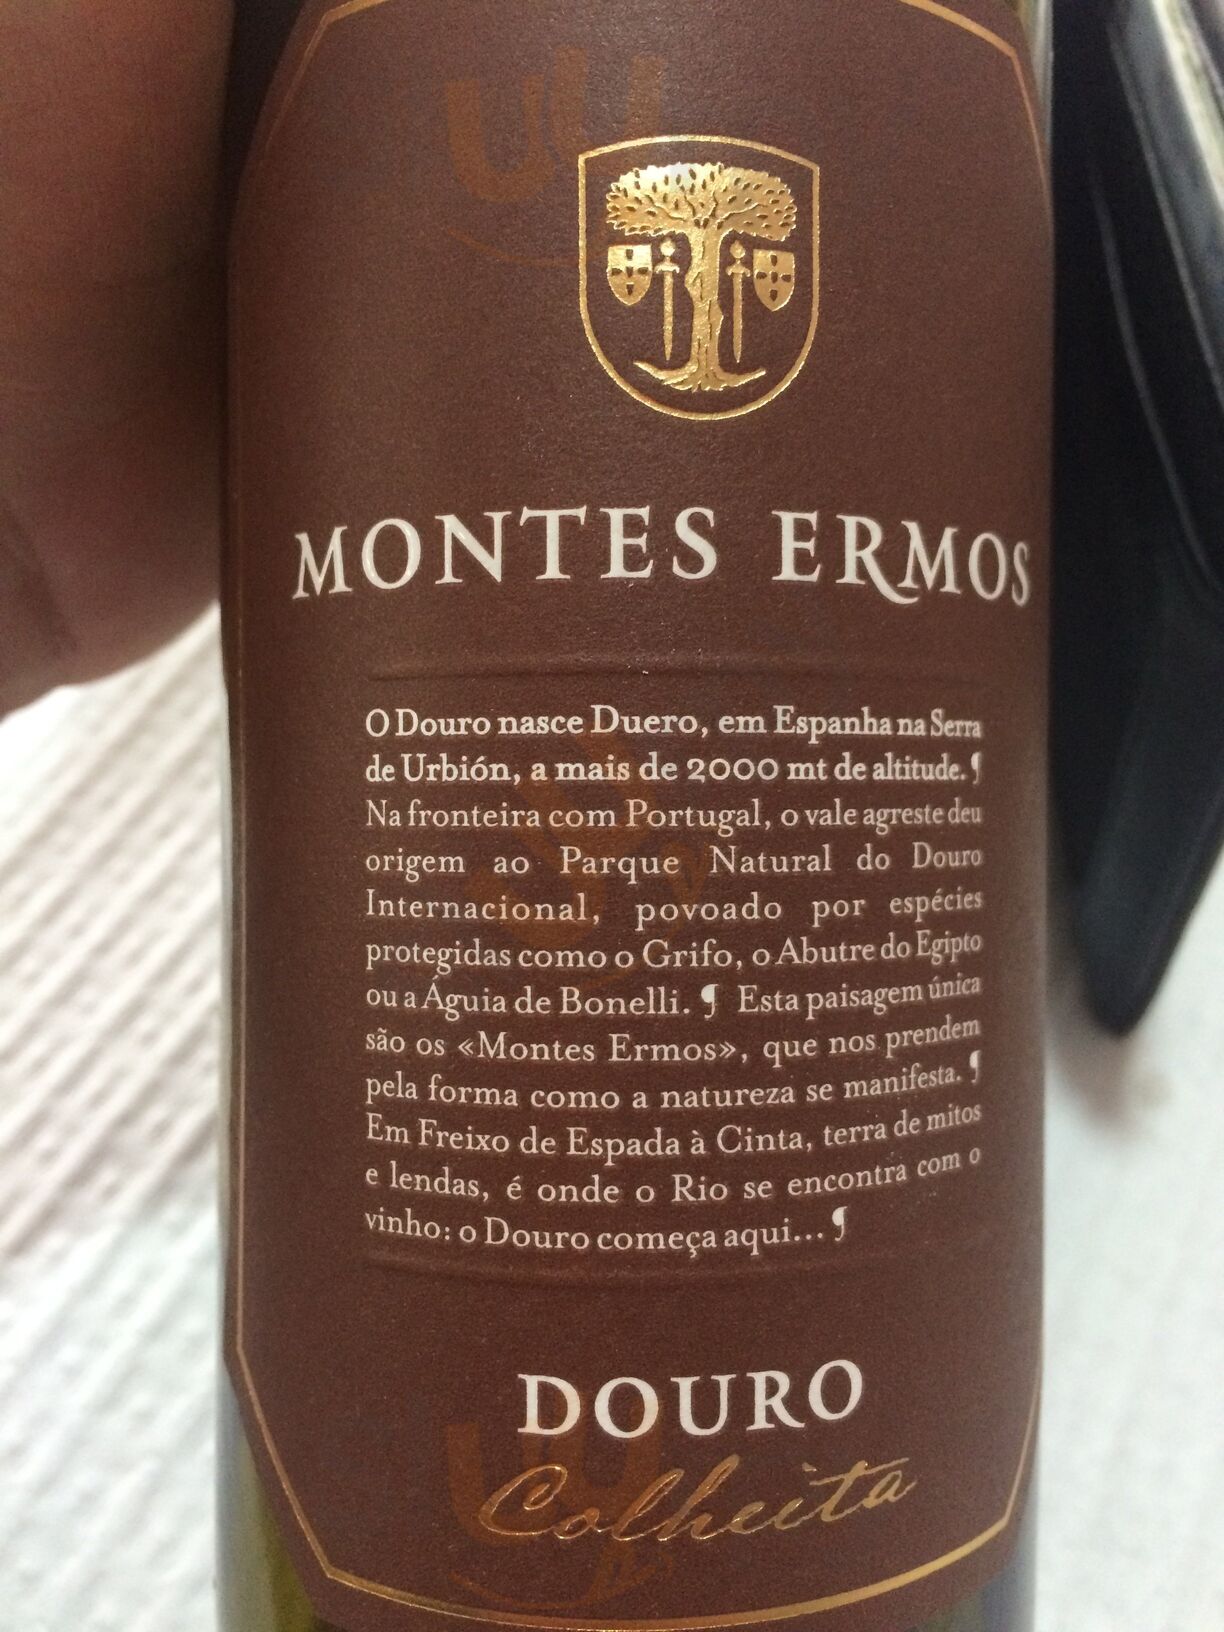 MONTES ERMOS
O Douro nasce Duero, em Espanha na Serra
de Urbión, a mais de 2000 mt de altitude. ¶
Na fronteira com Portugal, o vale agreste deu
origem ao Parque Natural do Douro
Internacional, povoado por espécies
protegidas como o Grifo, o Abutre do Egipto
ou a Águia de Bonelli. ¶ Esta paisagem única
são os «Montes Ermos», que nos prendem
pela forma como a natureza se manifesta. ¶
Em Freixo de Espada à Cinta, terra de mitos
e lendas, é onde o Rio se encontra com o
vinho: o Douro começa aqui... ¶
DOURO
Colheita